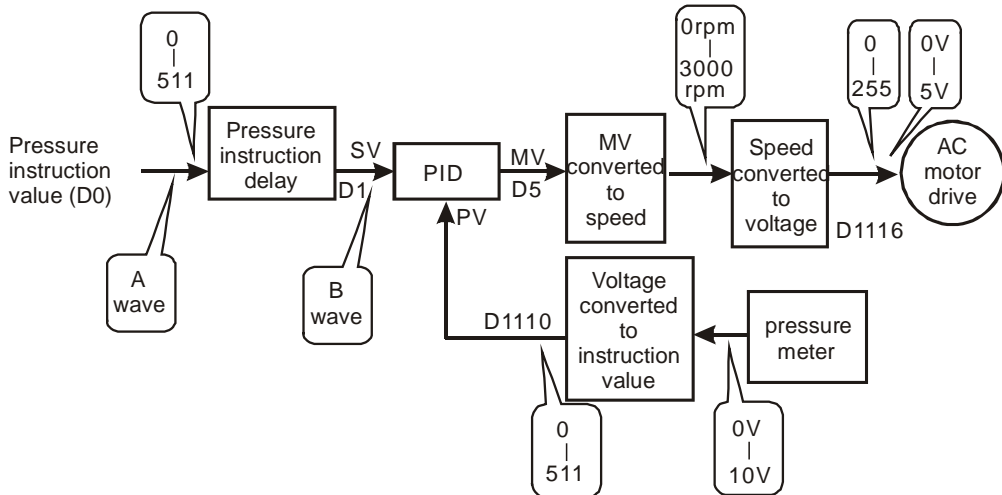 0
511
Pressure
instruction
value (D0)
A
wave
Pressure
instruction
delay
SV
D1
B
wave
PID
PV
MV
D5
MV
converted
to
speed
0rpm
3000
rpm
Speed
converted
to
voltage
0
255
0V
5V
D1116
AC
motor
drive
D1110
0
511
Voltage
converted
to
instruction
value
0V
10V
pressure
meter